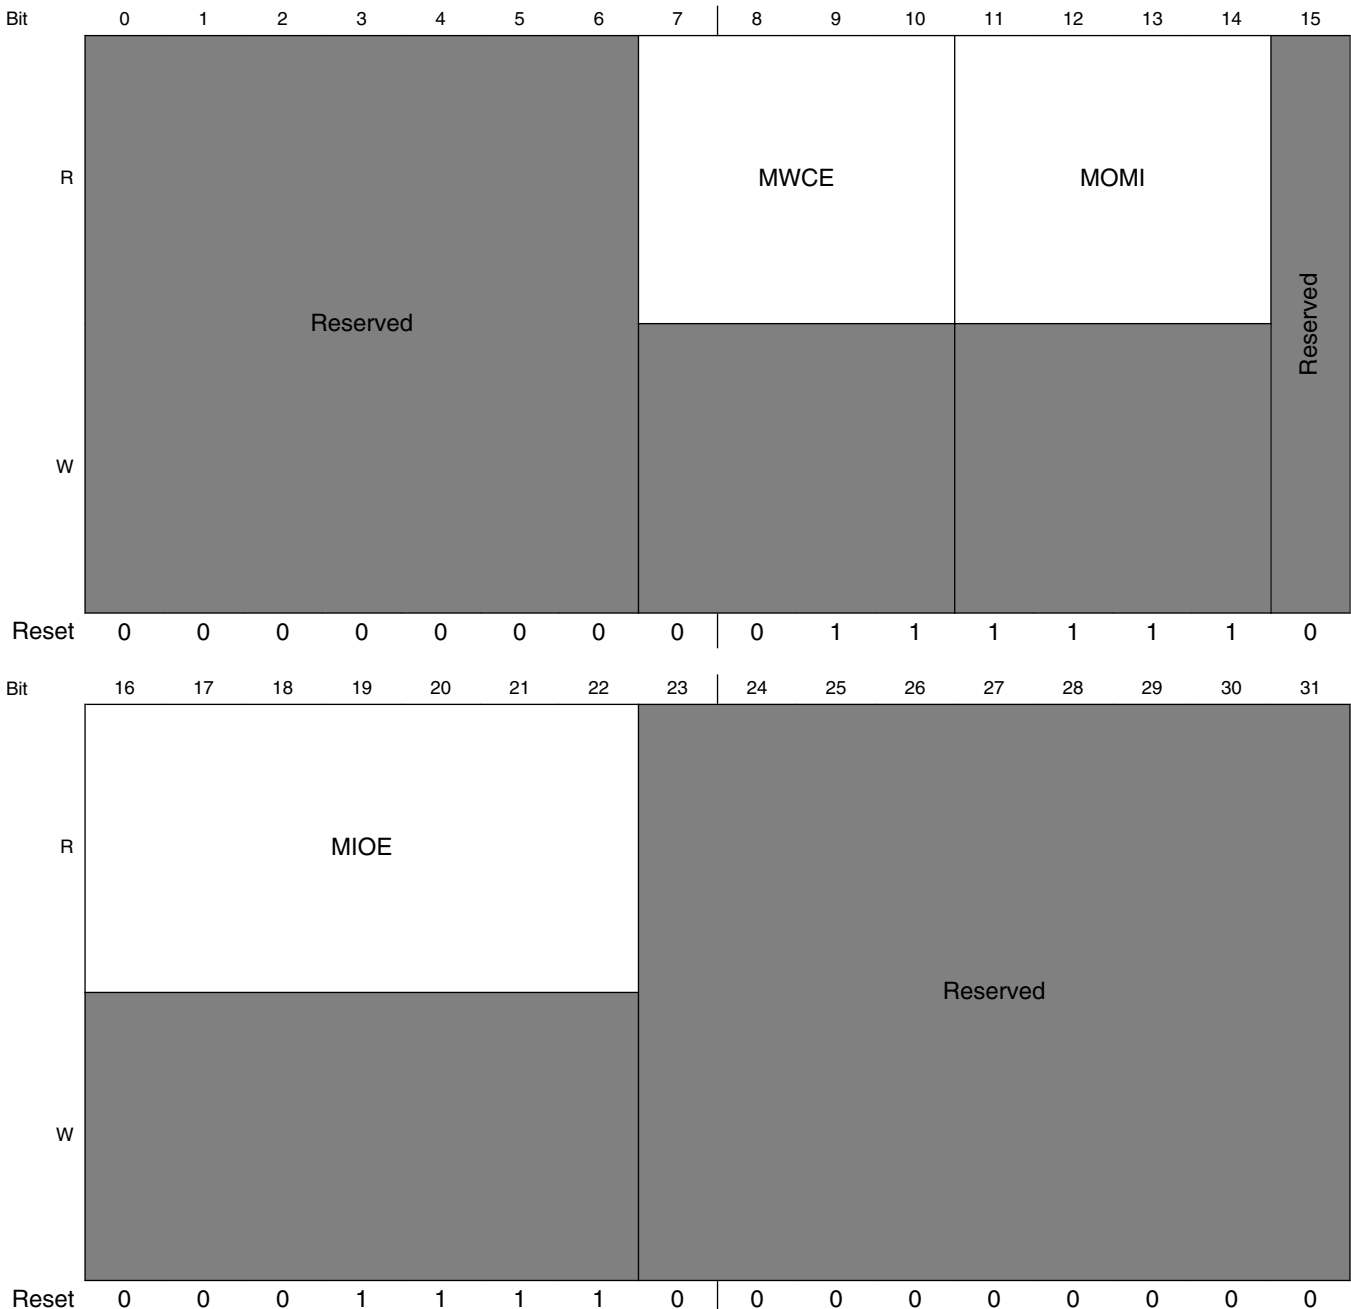 Bit 0 1 2 3 4 5 6 7 8 9 10 11 12 13 14 15
R MWCE MOMI
Reserved Reserved
W
Reset 0 0 0 0 0 0 0 0 0 1 1 1 1 1 1 0
Bit 16 17 18 19 20 21 22 23 24 25 26 27 28 29 30 31
R MIOE
Reserved
W
Reset 0 0 0 1 1 1 1 0 0 0 0 0 0 0 0 0